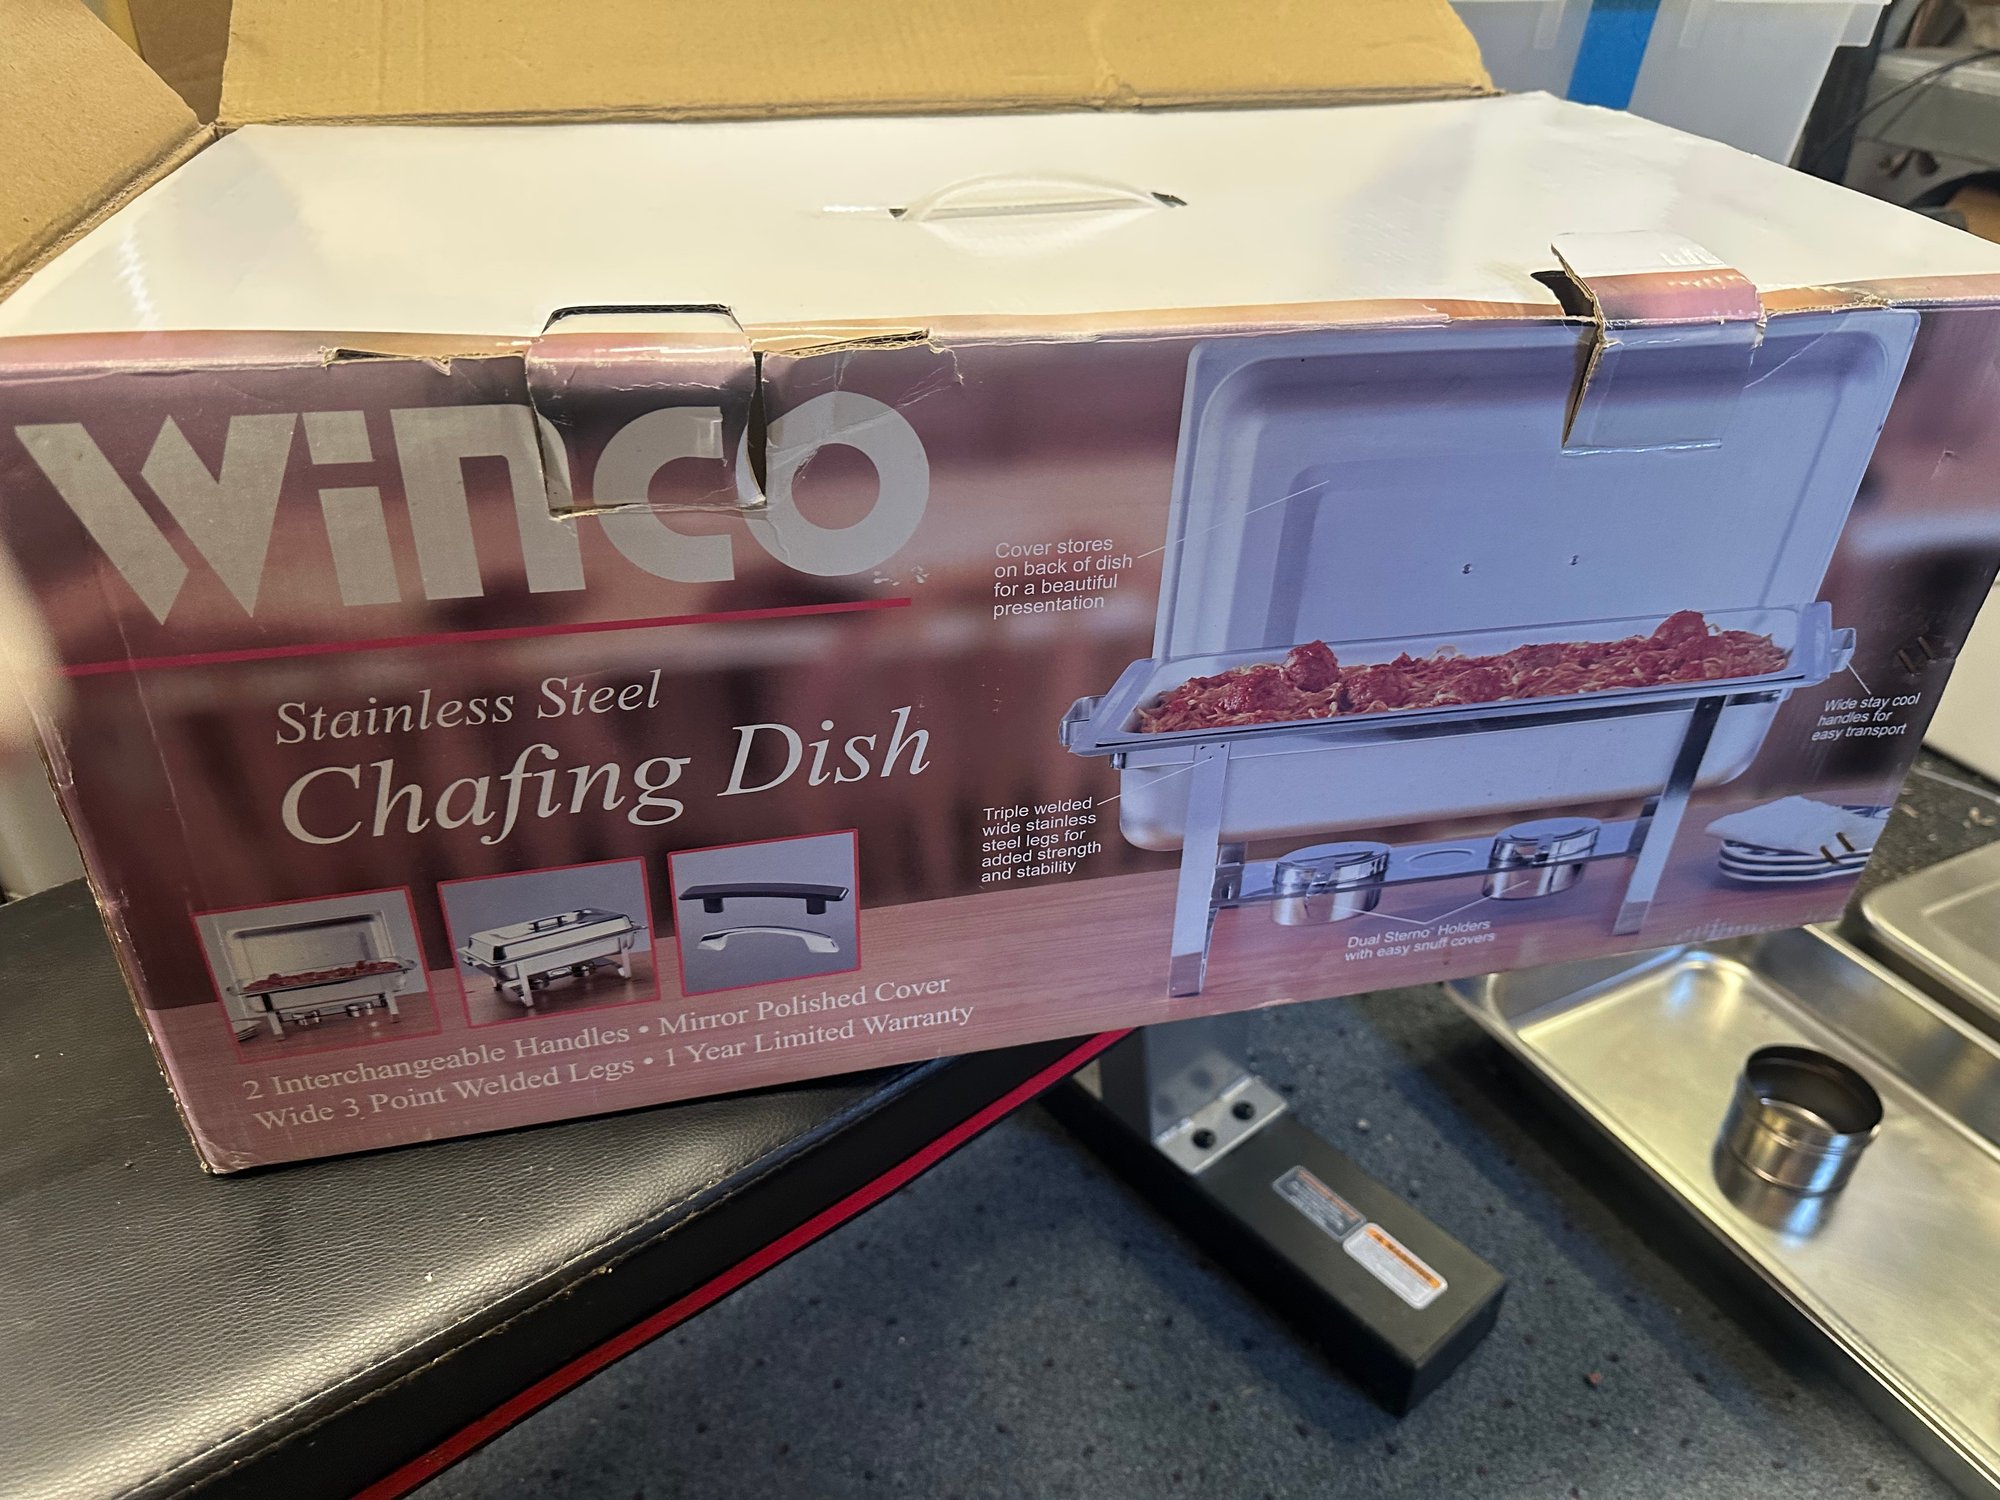 Winco
Stainless Steel
Chafing Dish
Cover stores
on back of dish
for a beautiful
presentation
Wide stay cool
handles for
easy transport
Triple welded
wide stainless
steel legs for
added strength
and stability
Dual Sterno™ Holders
with easy snuff covers
2 Interchangeable Handles • Mirror Polished Cover
Wide 3 Point Welded Legs • 1 Year Limited Warranty